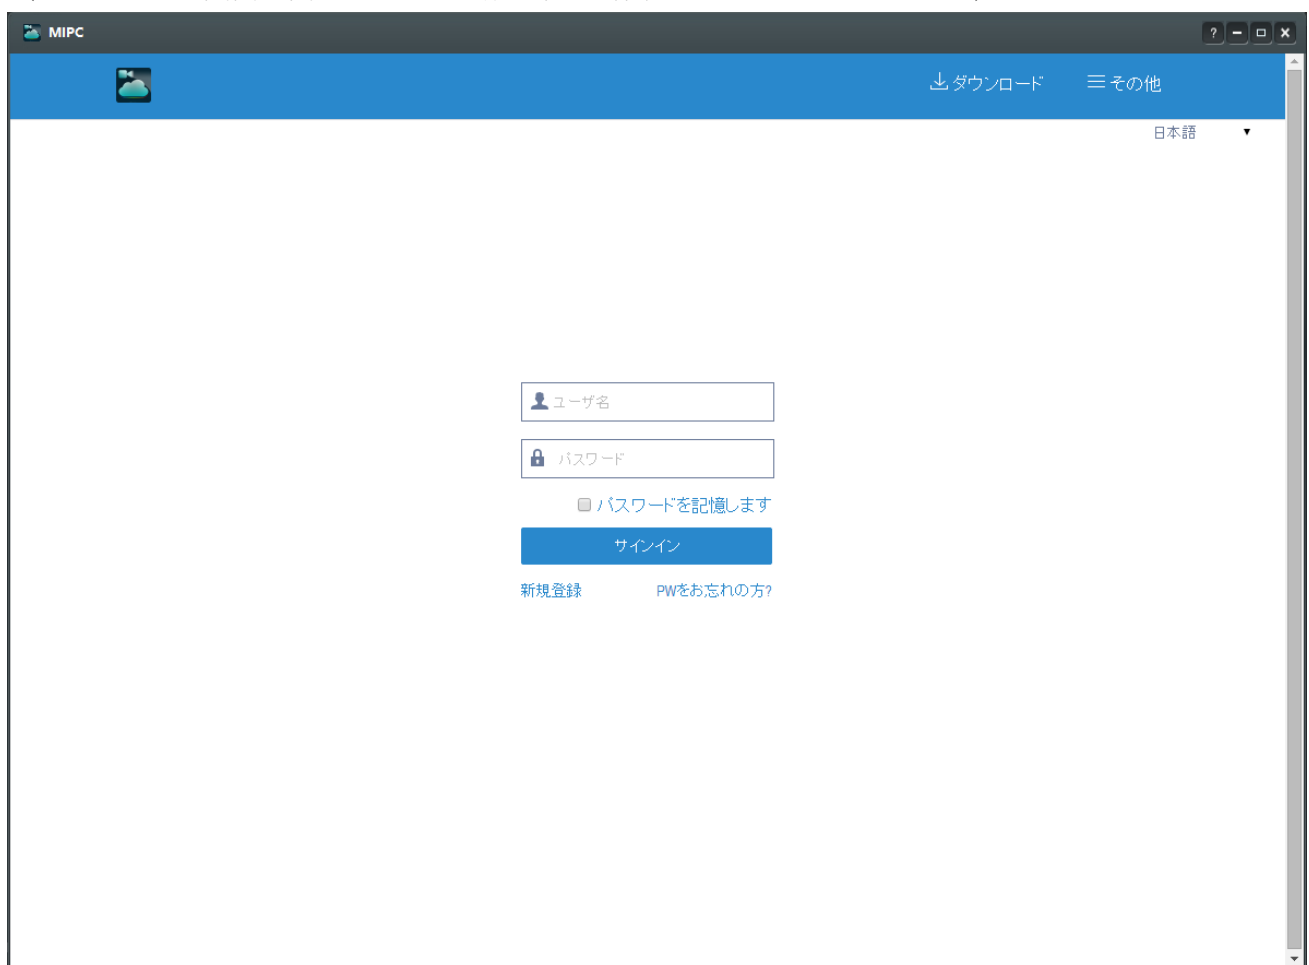 MIPC
ダウンロード その他
日本語
ユーザ名
パスワード
パスワードを記憶します
サインイン
新規登録 PWをお忘れの方?